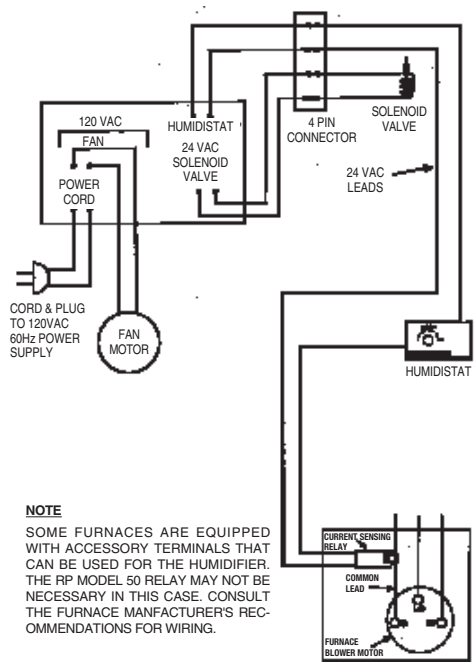 120 VAC
FAN
POWER
CORD
HUMIDISTAT
24 VAC
SOLENOID
VALVE
4 PIN
CONNECTOR
SOLENOID
VALVE
24 VAC
LEADS
CORD & PLUG
TO 120VAC
60Hz POWER
SUPPLY
FAN
MOTOR
HUMIDISTAT
NOTE
SOME FURNACES ARE EQUIPPED
WITH ACCESSORY TERMINALS THAT
CAN BE USED FOR THE HUMIDIFIER.
THE RP MODEL 50 RELAY MAY NOT BE
NECESSARY IN THIS CASE. CONSULT
THE FURNACE MANFACTURER'S REC-
OMMENDATIONS FOR WIRING.
CURRENT SENSING
RELAY
COMMON
LEAD
FURNACE
BLOWER MOTOR